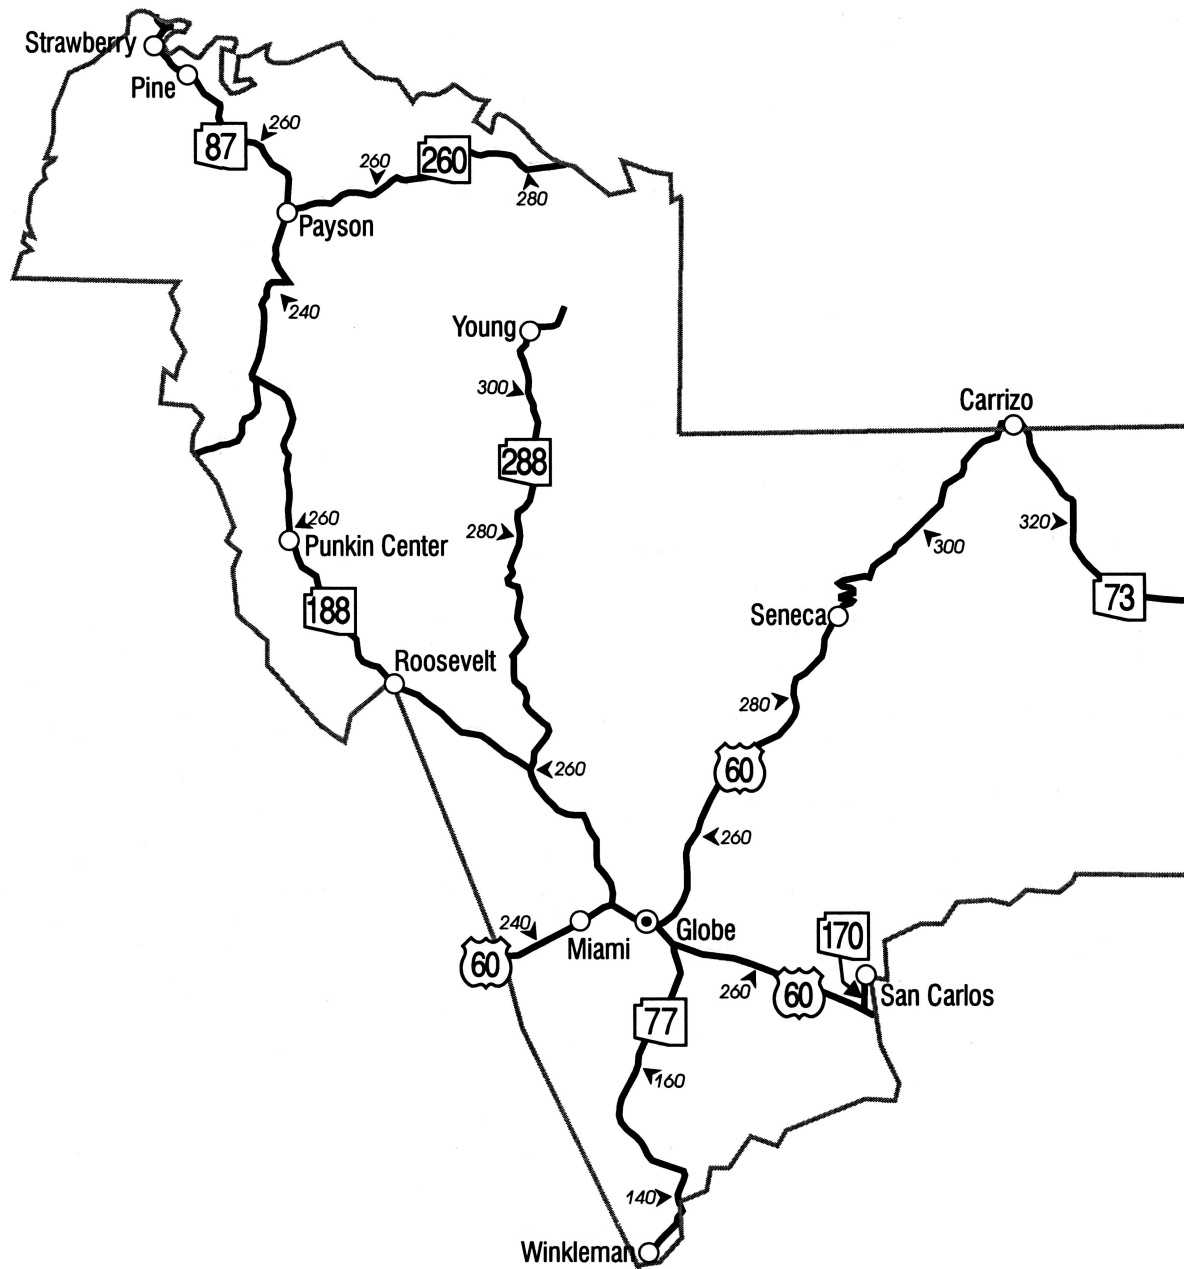 Strawberry
Pine
87
260
260
260
280
Payson
240
Young
300
288
280
Carrizo
320
300
73
Seneca
260
Punkin Center
188
Roosevelt
280
60
260
260
240
Miami
Globe
60
170
260
60
San Carlos
77
160
140
Winkleman